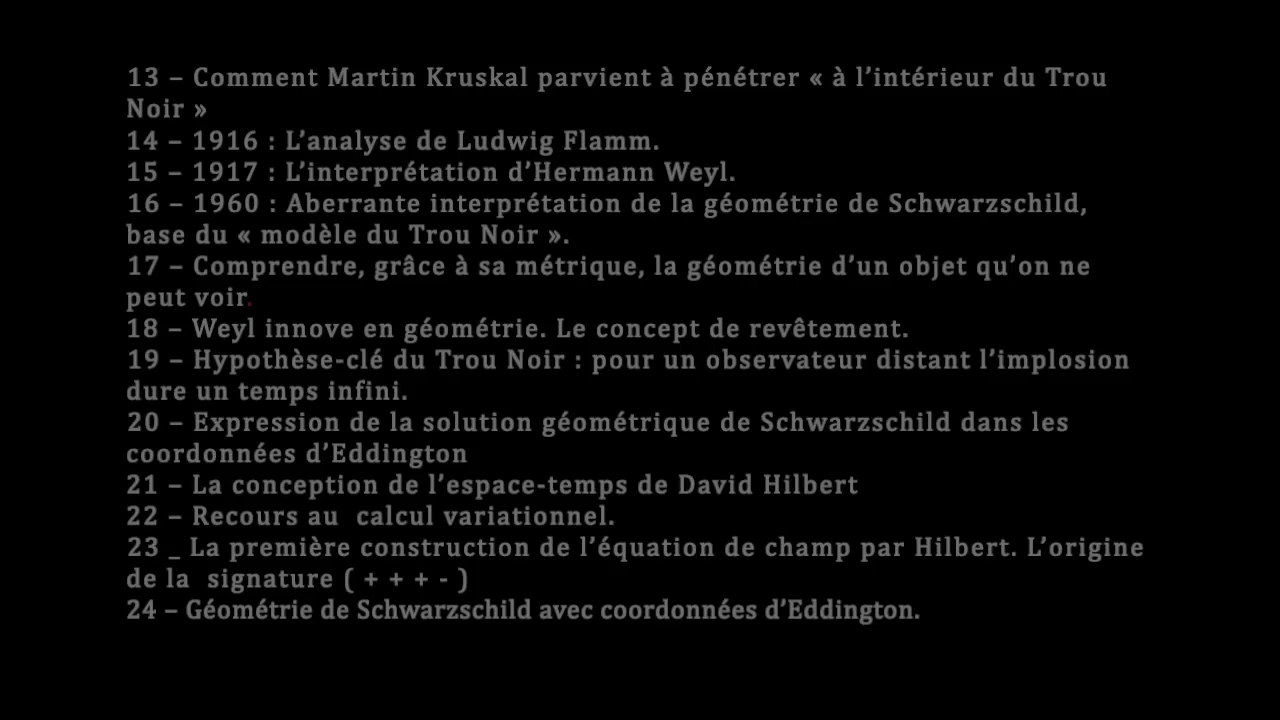 13 – Comment Martin Kruskal parvient à pénétrer « à l’intérieur du Trou
Noir »
14 – 1916 : L’analyse de Ludwig Flamm.
15 – 1917 : L’interprétation d’Hermann Weyl.
16 – 1960 : Aberrante interprétation de la géométrie de Schwarzschild,
base du « modèle du Trou Noir ».
17 – Comprendre, grâce à sa métrique, la géométrie d’un objet qu’on ne
peut voir.
18 – Weyl innove en géométrie. Le concept de revêtement.
19 – Hypothèse-clé du Trou Noir : pour un observateur distant l’implosion
dure un temps infini.
20 – Expression de la solution géométrique de Schwarzschild dans les
coordonnées d’Eddington
21 – La conception de l’espace-temps de David Hilbert
22 – Recours au  calcul variationnel.
23 _ La première construction de l’équation de champ par Hilbert. L’origine
de la  signature ( + + + - )
24 – Géométrie de Schwarzschild avec coordonnées d’Eddington.